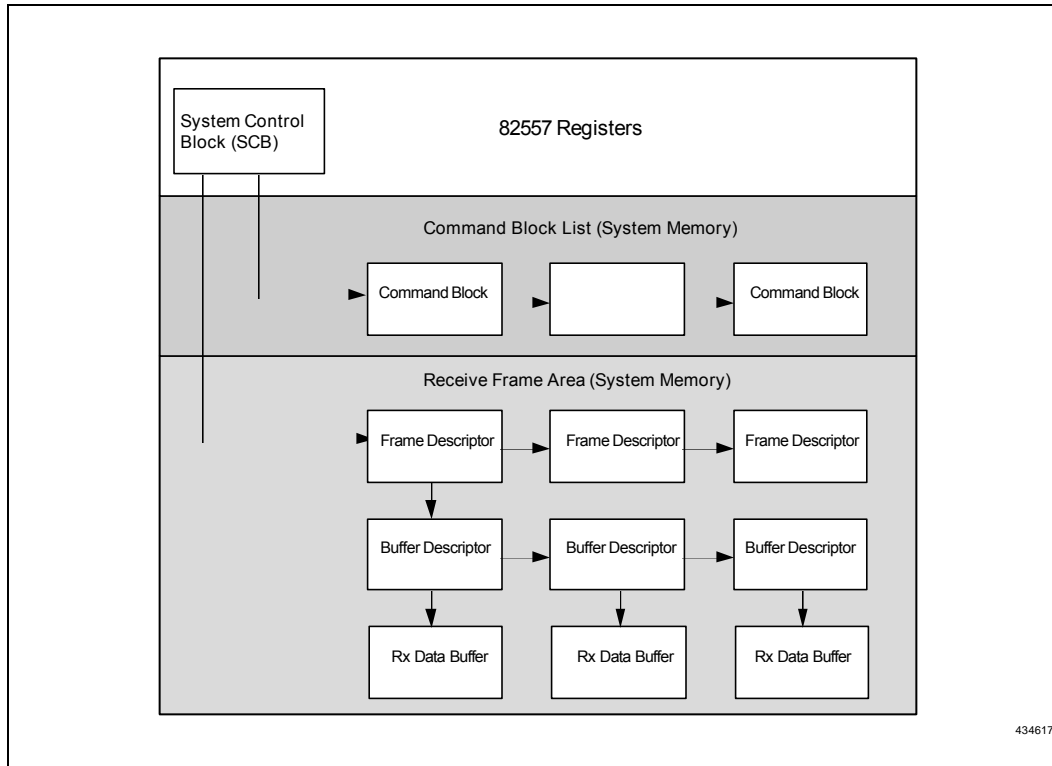 System Control
Block (SCB)
82557 Registers
Command Block List (System Memory)
Command Block
Command Block
Receive Frame Area (System Memory)
Frame Descriptor
Frame Descriptor
Frame Descriptor
Buffer Descriptor
Buffer Descriptor
Buffer Descriptor
Rx Data Buffer
Rx Data Buffer
Rx Data Buffer
434617